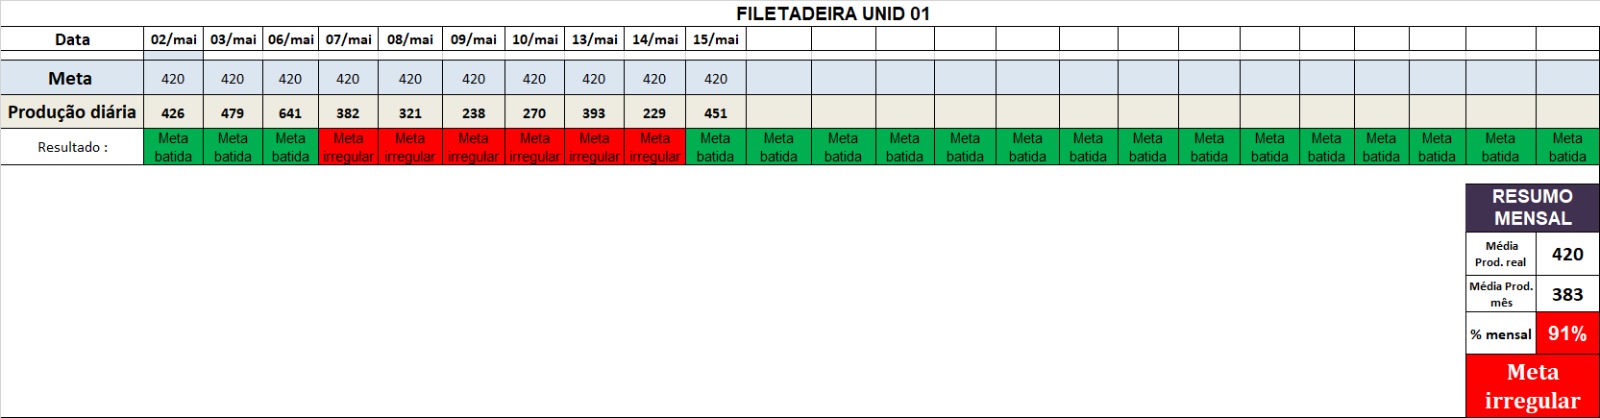 FILETADEIRA UNID 01
Data 02/mai 03/mai 06/mai 07/mai 08/mai 09/mai 10/mai 13/mai 14/mai 15/mai
Meta 420 420 420 420 420 420 420 420 420 420
Produção diária 426 479 641 382 321 238 270 393 229 451
Resultado : Meta batida Meta batida Meta batida Meta irregular Meta irregular Meta irregular Meta irregular Meta irregular Meta irregular Meta batida Meta batida Meta batida Meta batida Meta batida Meta batida Meta batida Meta batida Meta batida Meta batida Meta batida Meta batida Meta batida Meta batida Meta batida
RESUMO
MENSAL
Média
Prod. real 420
Média Prod.
mês 383
% mensal 91%
Meta
irregular